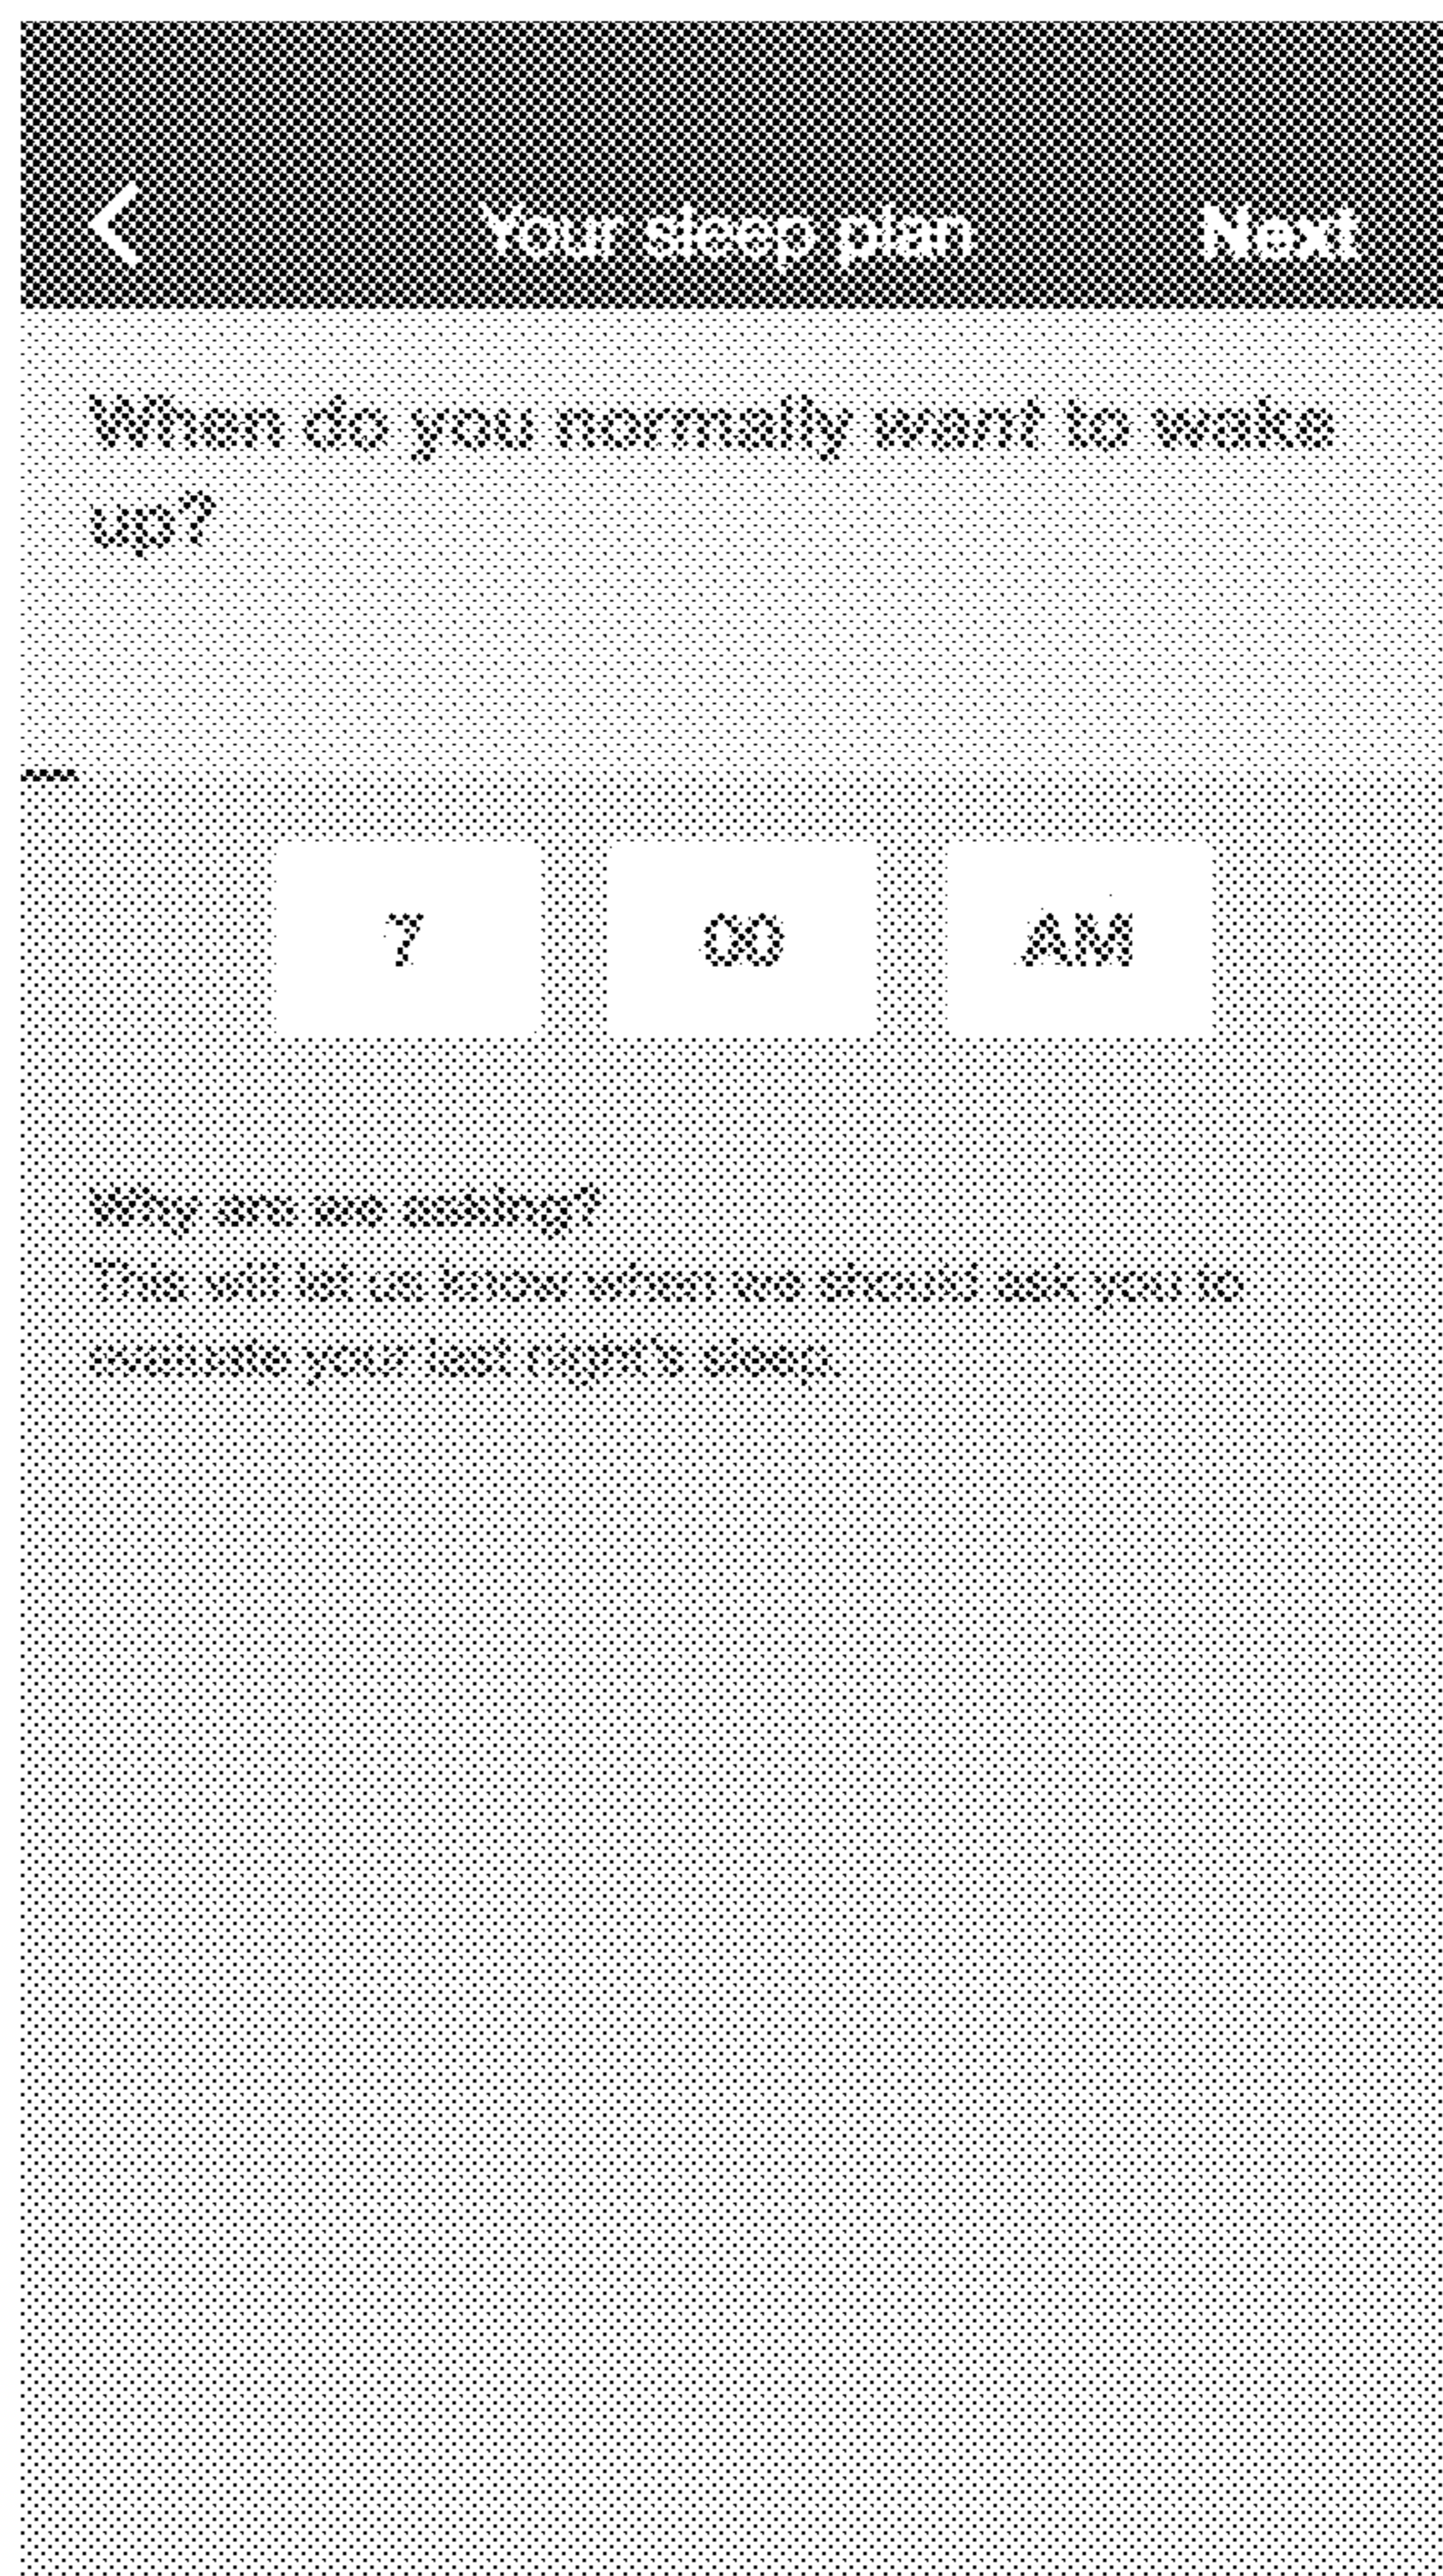 Your sleep plan
Next
When do you normally want to wake
up?
7
00
AM
Why are we asking?
This will let us know when we should ask you to
evaluate your last night's sleep.